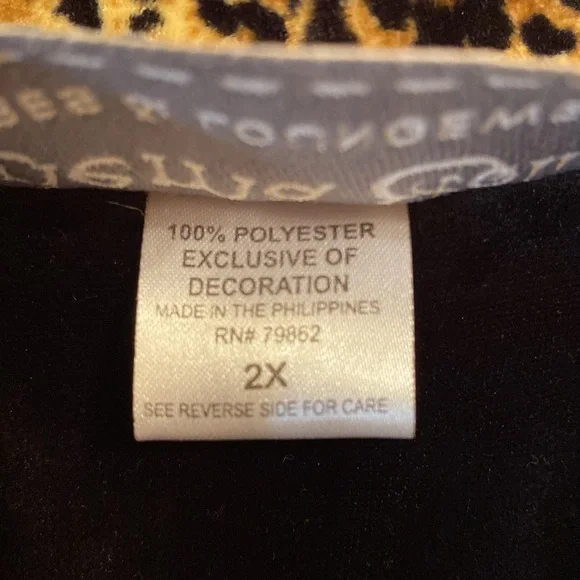 100% POLYESTER
EXCLUSIVE OF
DECORATION
MADE IN THE PHILIPPINES
RN# 79862
2X
SEE REVERSE SIDE FOR CARE